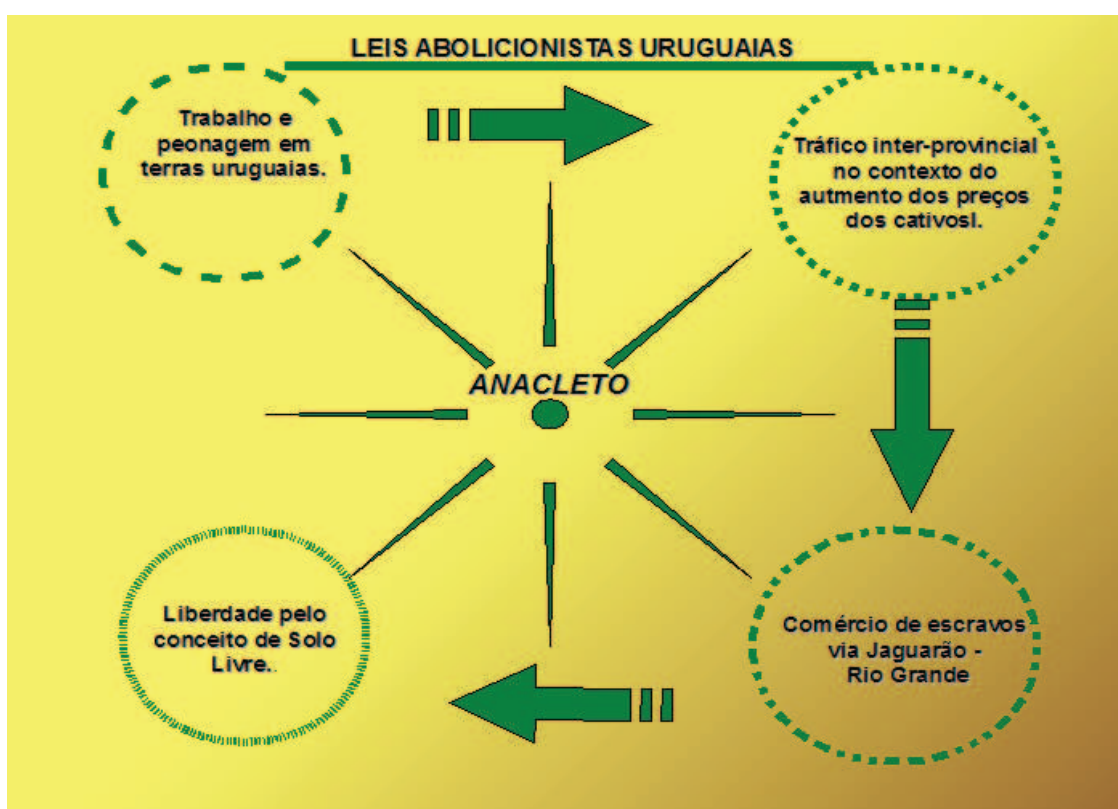 LEIS ABOLICIONISTAS URUGUAIAS
Trabalho e
peonagem em
terras uruguaias.
Tráfico inter-provincial
no contexto do
autmento dos preços
dos cativosl.
ANACLETO
Liberdade pelo
conceito de Solo
Livre..
Comércio de escravos
via Jaguarão -
Rio Grande